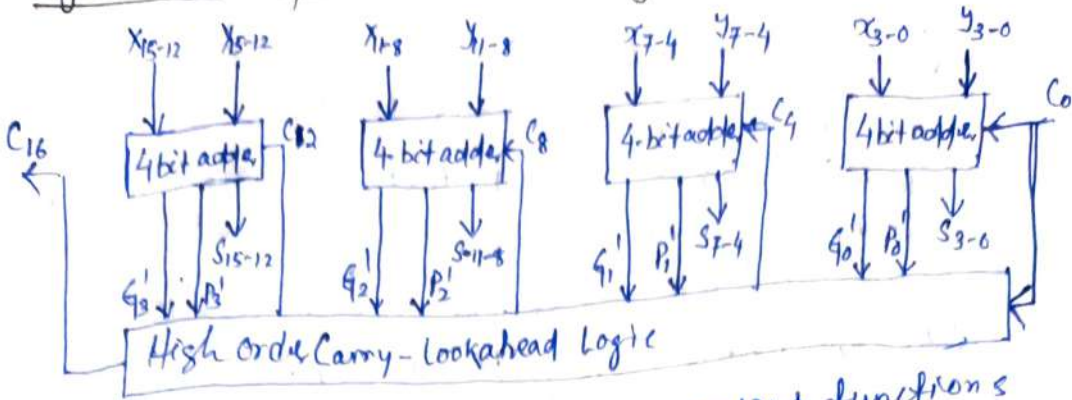 X15-12 X15-12 X11-8 Y11-8 x7-4 y7-4 x3-0 y3-0
C16 4 bit adder C12 4-bit adder C8 4-bit adder C4 4 bit adder C0
S15-12 S11-8 S7-4 S3-0
G3' P3' G2' P2' G1' P1' G0' P0'
High Order Carry-lookahead Logic
functions